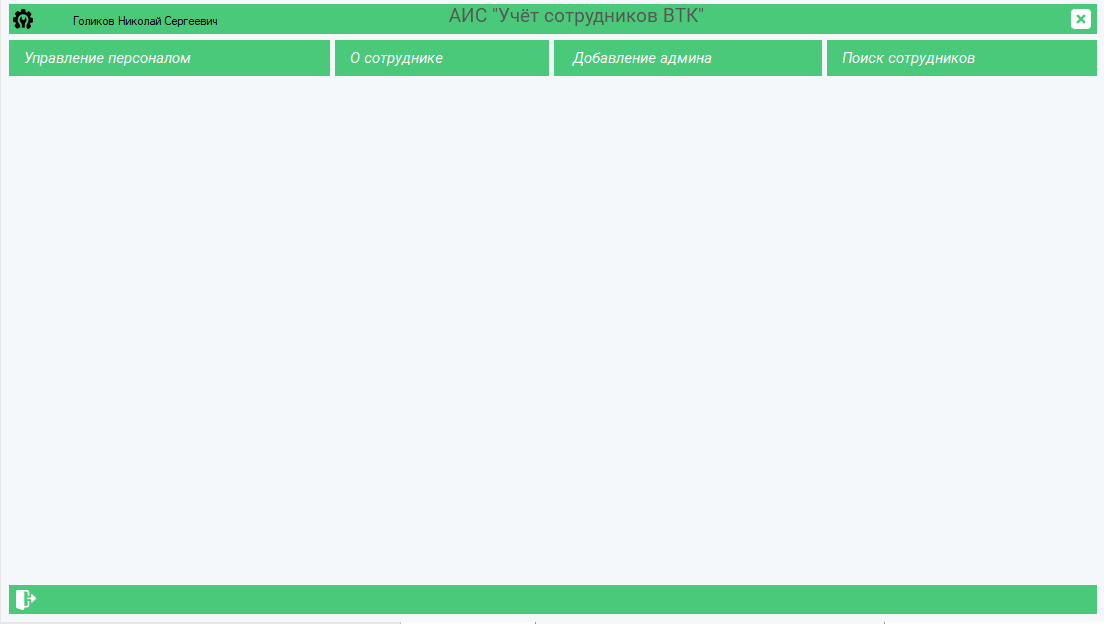 Голиков Николай Сергеевич
АИС "Учёт сотрудников ВТК"
Управление персоналом
О сотруднике
Добавление админа
Поиск сотрудников